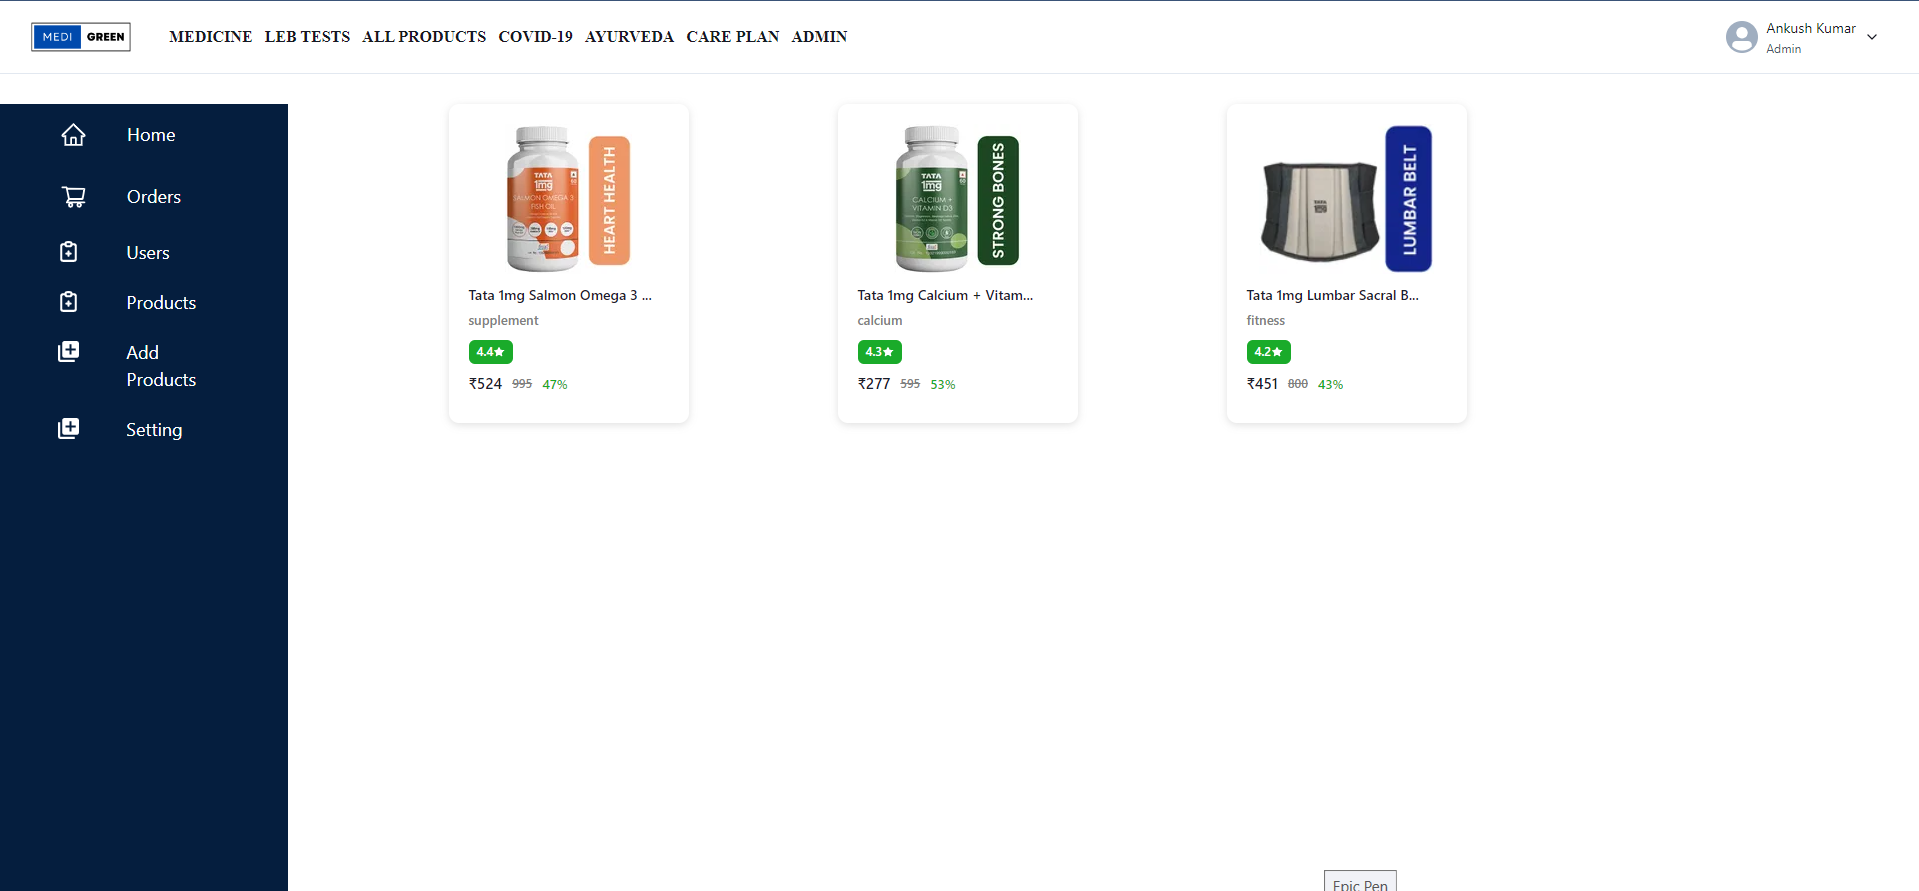 MEDI GREEN
MEDICINE LEB TESTS ALL PRODUCTS COVID-19 AYURVEDA CARE PLAN ADMIN
Ankush Kumar
Admin
Home
Orders
Users
Products
Add
Products
Setting
TATA
1mg
SALMON OMEGA 3
FISH OIL
HEART HEALTH
Tata 1mg Salmon Omega 3 ...
supplement
4.4★
₹524 995 47%
TATA
1mg
CALCIUM +
VITAMIN D3
STRONG BONES
Tata 1mg Calcium + Vitam...
calcium
4.3★
₹277 595 53%
TATA
1mg
LUMBAR BELT
Tata 1mg Lumbar Sacral B...
fitness
4.2★
₹451 800 43%
Epic Pen